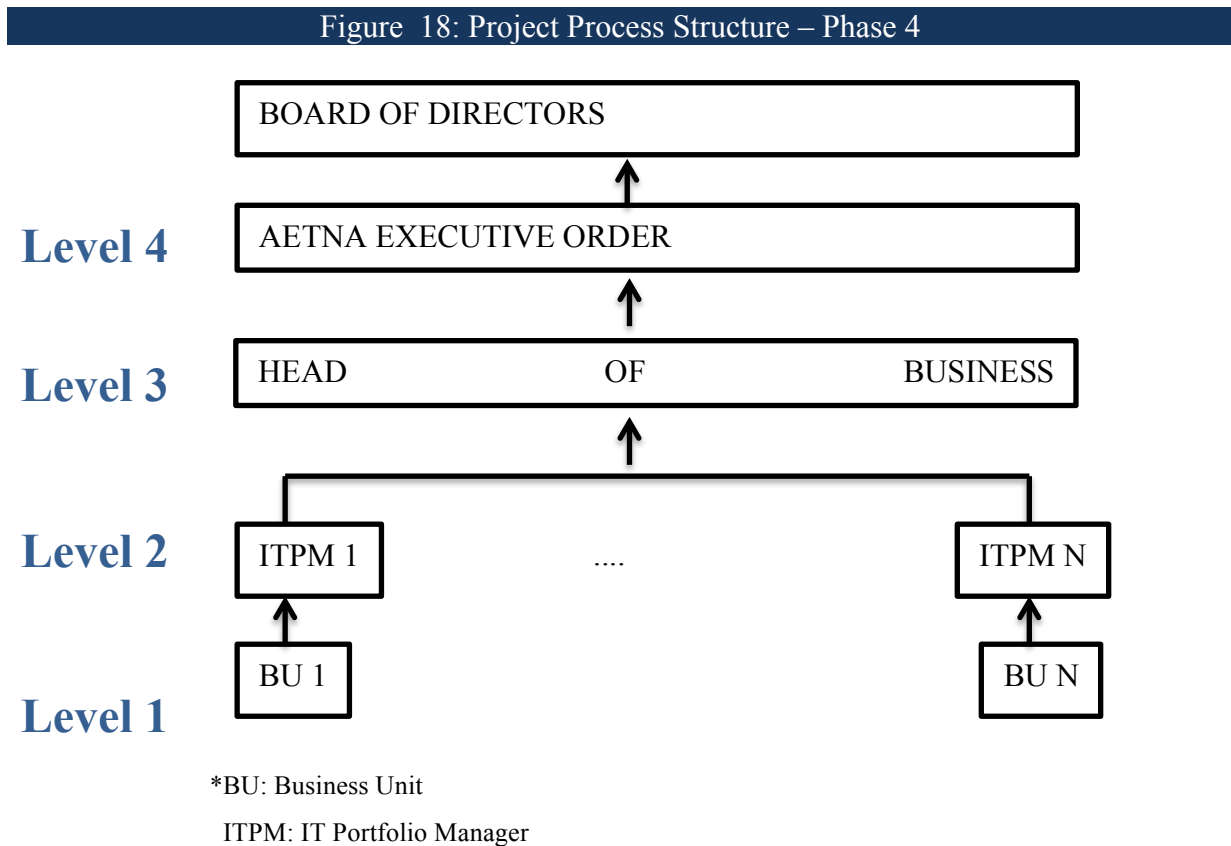 Figure 18: Project Process Structure – Phase 4
BOARD OF DIRECTORS
Level 4
AETNA EXECUTIVE ORDER
Level 3
HEAD OF BUSINESS
Level 2
ITPM 1
....
ITPM N
BU 1
BU N
Level 1
*BU: Business Unit
ITPM: IT Portfolio Manager